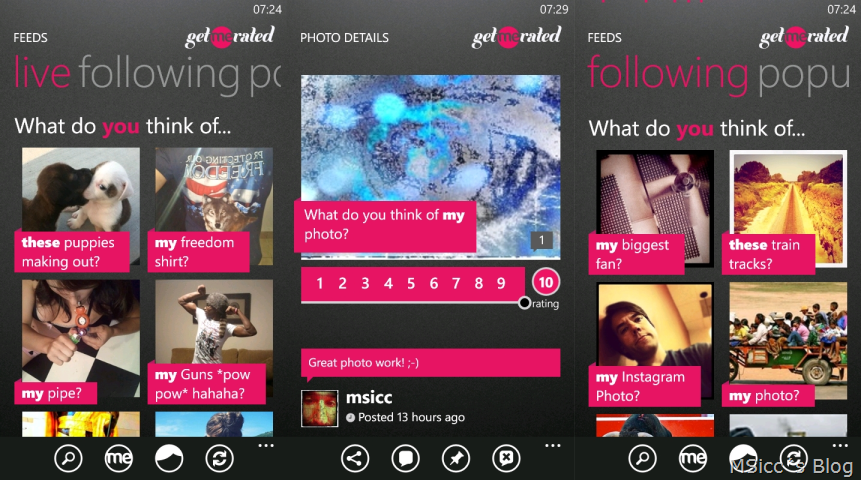 07:24
FEEDS
getmerated
live following po
What do you think of...
these puppies
making out?
PROTECTING OUR
FREEDOM
my freedom
shirt?
my pipe?
my Guns *pow
pow* hahaha?
me
...
07:29
PHOTO DETAILS
getmerated
What do you think of my
photo?
1
1 2 3 4 5 6 7 8 9 10
rating
Great photo work! ;-)
msicc
Posted 13 hours ago
...
07:24
FEEDS
getmerated
following popu
What do you think of...
my biggest
fan?
these train
tracks?
my Instagram
Photo?
my photo?
me
...
MSicc`s Blog